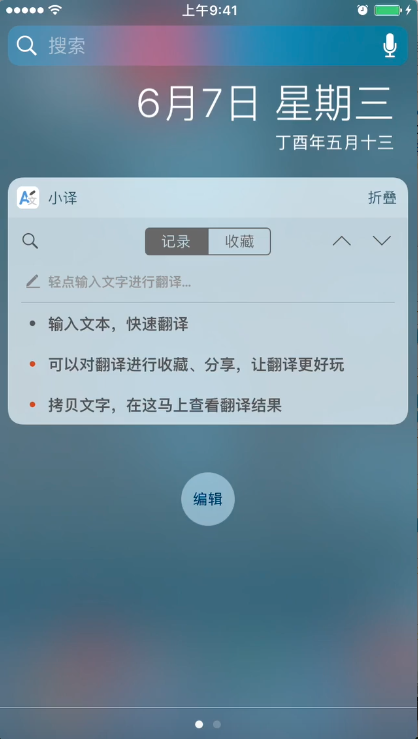 上午9:41
搜索
6月7日 星期三
丁酉年五月十三
小译 折叠
记录 收藏
轻点输入文字进行翻译...
输入文本，快速翻译
可以对翻译进行收藏、分享，让翻译更好玩
拷贝文字，在这马上查看翻译结果
编辑